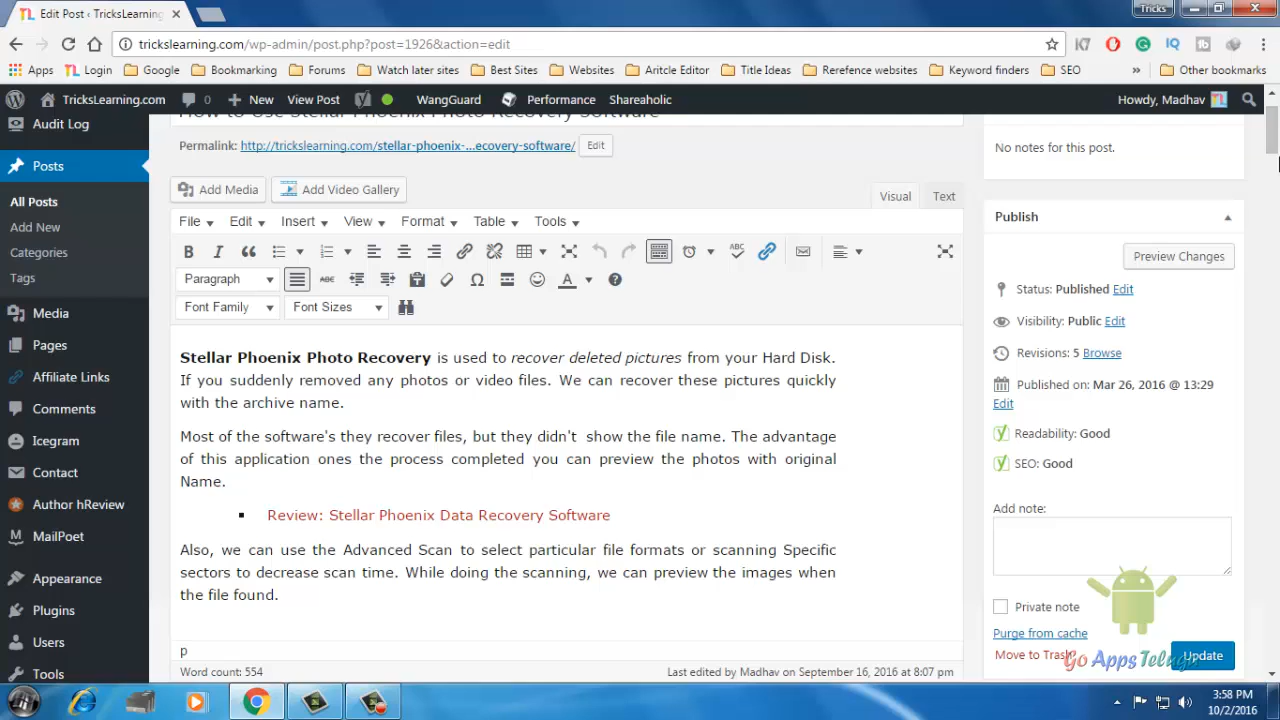 Edit Post ‹ TricksLearning.com
Tricks
trickslearning.com/wp-admin/post.php?post=1926&action=edit
Apps Login Google Bookmarking Forums Watch later sites Best Sites Websites Aritcle Editor Title Ideas Rerefence websites Keyword finders SEO » Other bookmarks
TricksLearning.com 0 New View Post WangGuard Performance Shareaholic Howdy, Madhav
How to Use Stellar Phoenix Photo Recovery Software
Audit Log
Posts
All Posts
Add New
Categories
Tags
Media
Pages
Affiliate Links
Comments
Icegram
Contact
Author hReview
MailPoet
Appearance
Plugins
Users
Tools
Permalink: http://trickslearning.com/stellar-phoenix-...ecovery-software/ Edit
Add Media Add Video Gallery
Visual Text
File Edit Insert View Format Table Tools
Paragraph
Font Family Font Sizes
Stellar Phoenix Photo Recovery is used to recover deleted pictures from your Hard Disk.
If you suddenly removed any photos or video files. We can recover these pictures quickly
with the archive name.
Most of the software's they recover files, but they didn't show the file name. The advantage
of this application ones the process completed you can preview the photos with original
Name.
Review: Stellar Phoenix Data Recovery Software
Also, we can use the Advanced Scan to select particular file formats or scanning Specific
sectors to decrease scan time. While doing the scanning, we can preview the images when
the file found.
p
Word count: 554 Last edited by Madhav on September 16, 2016 at 8:07 pm
No notes for this post.
Publish
Preview Changes
Status: Published Edit
Visibility: Public Edit
Revisions: 5 Browse
Published on: Mar 26, 2016 @ 13:29
Edit
Readability: Good
SEO: Good
Add note:
Private note
Purge from cache
Move to Trash
Update
Go Apps Telugu
3:58 PM
10/2/2016